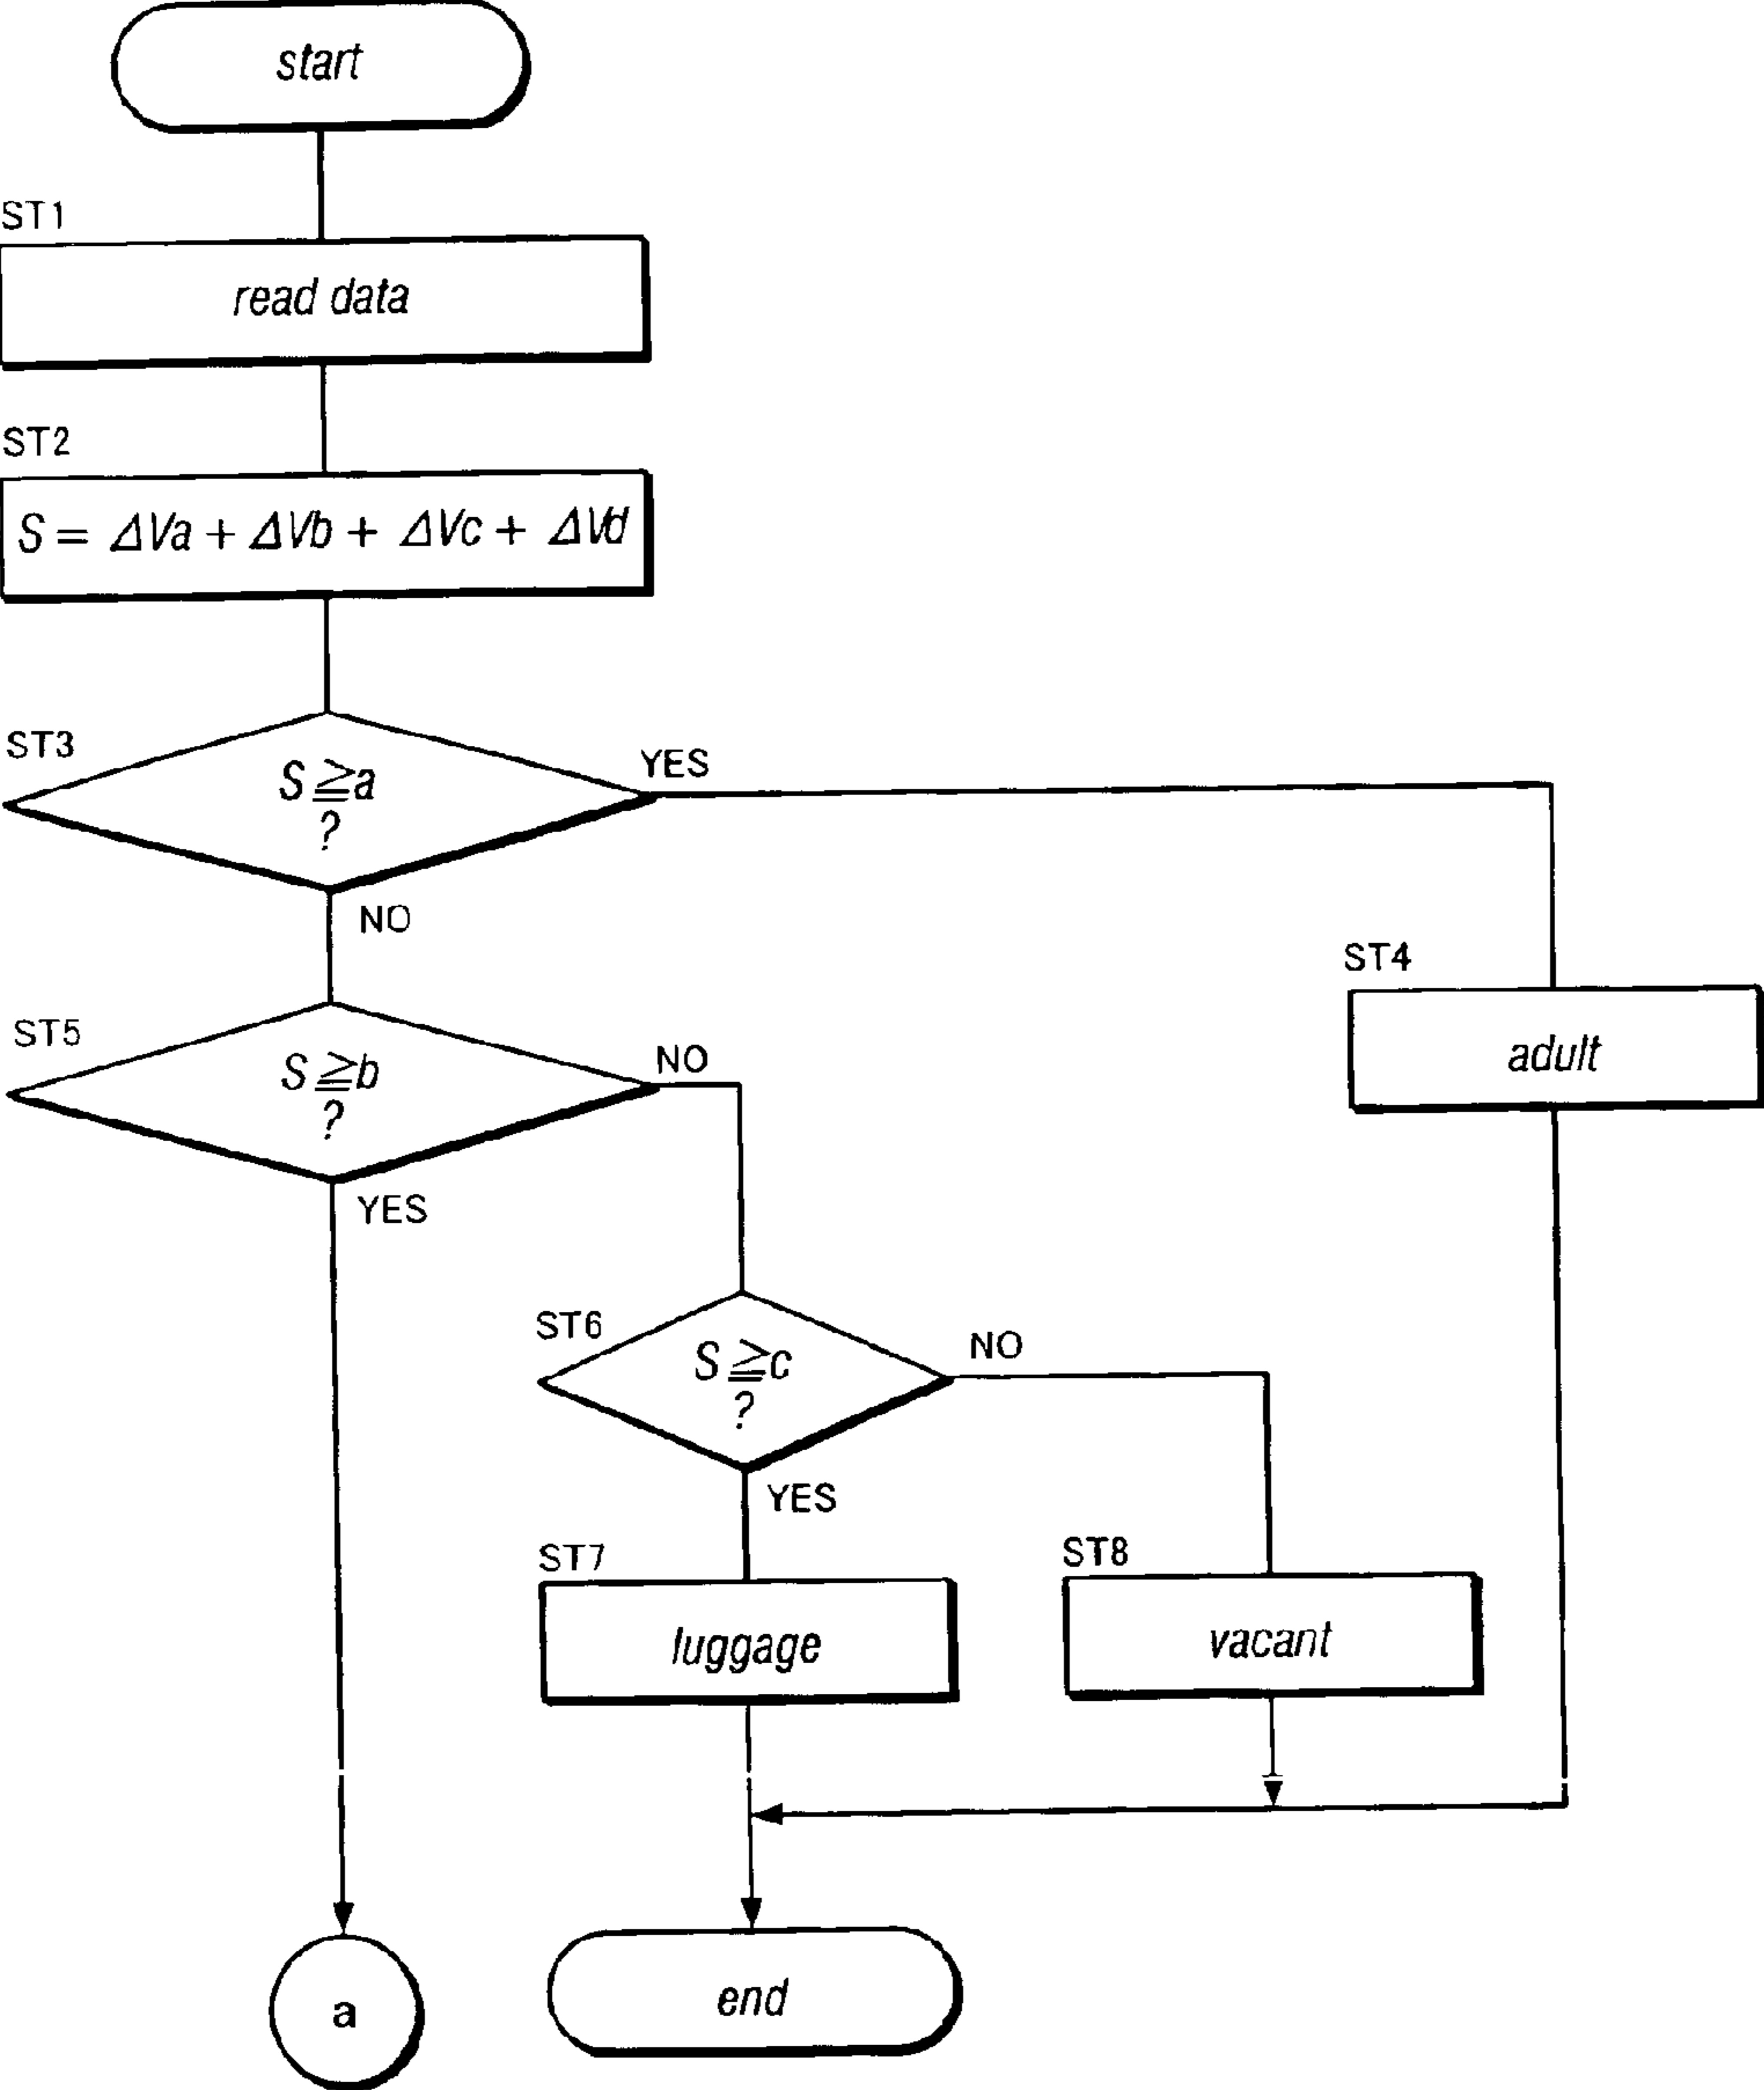 start
ST1
read data
ST2
S = ΔVa + ΔVb + ΔVc + ΔVd
ST3
S ≧ a
?
YES
NO
ST4
adult
ST5
S ≧ b
?
NO
YES
ST6
S ≧ c
?
NO
YES
ST7
luggage
ST8
vacant
a
end